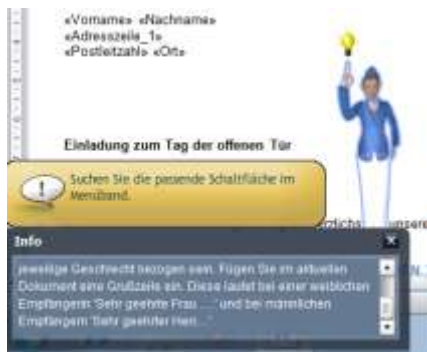 «Vorname» «Nachname»
«Adresszeile_1»
«Postleitzahl» «Ort»
Einladung zum Tag der offenen Tür
Suchen Sie die passende Schaltfläche im
Menüband.
Info
jeweilige Geschlecht bezogen sein. Fügen Sie im aktuellen
Dokument eine Grußzeile ein. Diese lautet bei einer weiblichen
Empfängerin 'Sehr geehrte Frau ...' und bei männlichen
Empfängern 'Sehr geehrter Herr...'